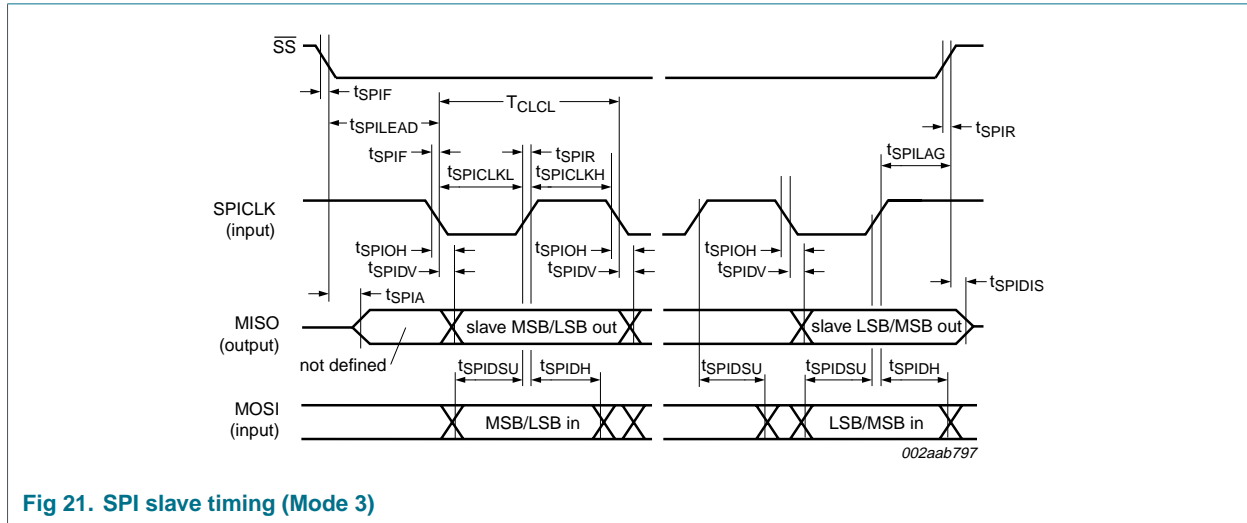 SS
tSPIF
TCLCL
tSPILEAD
tSPIR
tSPIF
tSPIR
tSPILAG
tSPICLKL
tSPICLKH
SPICLK
(input)
tSPIOH
tSPIOH
tSPIOH
tSPIDV
tSPIDV
tSPIDV
tSPIA
tSPIDIS
MISO
(output)
slave MSB/LSB out
slave LSB/MSB out
not defined
tSPIDSU
tSPIDH
tSPIDSU
tSPIDSU
tSPIDH
MOSI
(input)
MSB/LSB in
LSB/MSB in
002aab797
Fig 21. SPI slave timing (Mode 3)